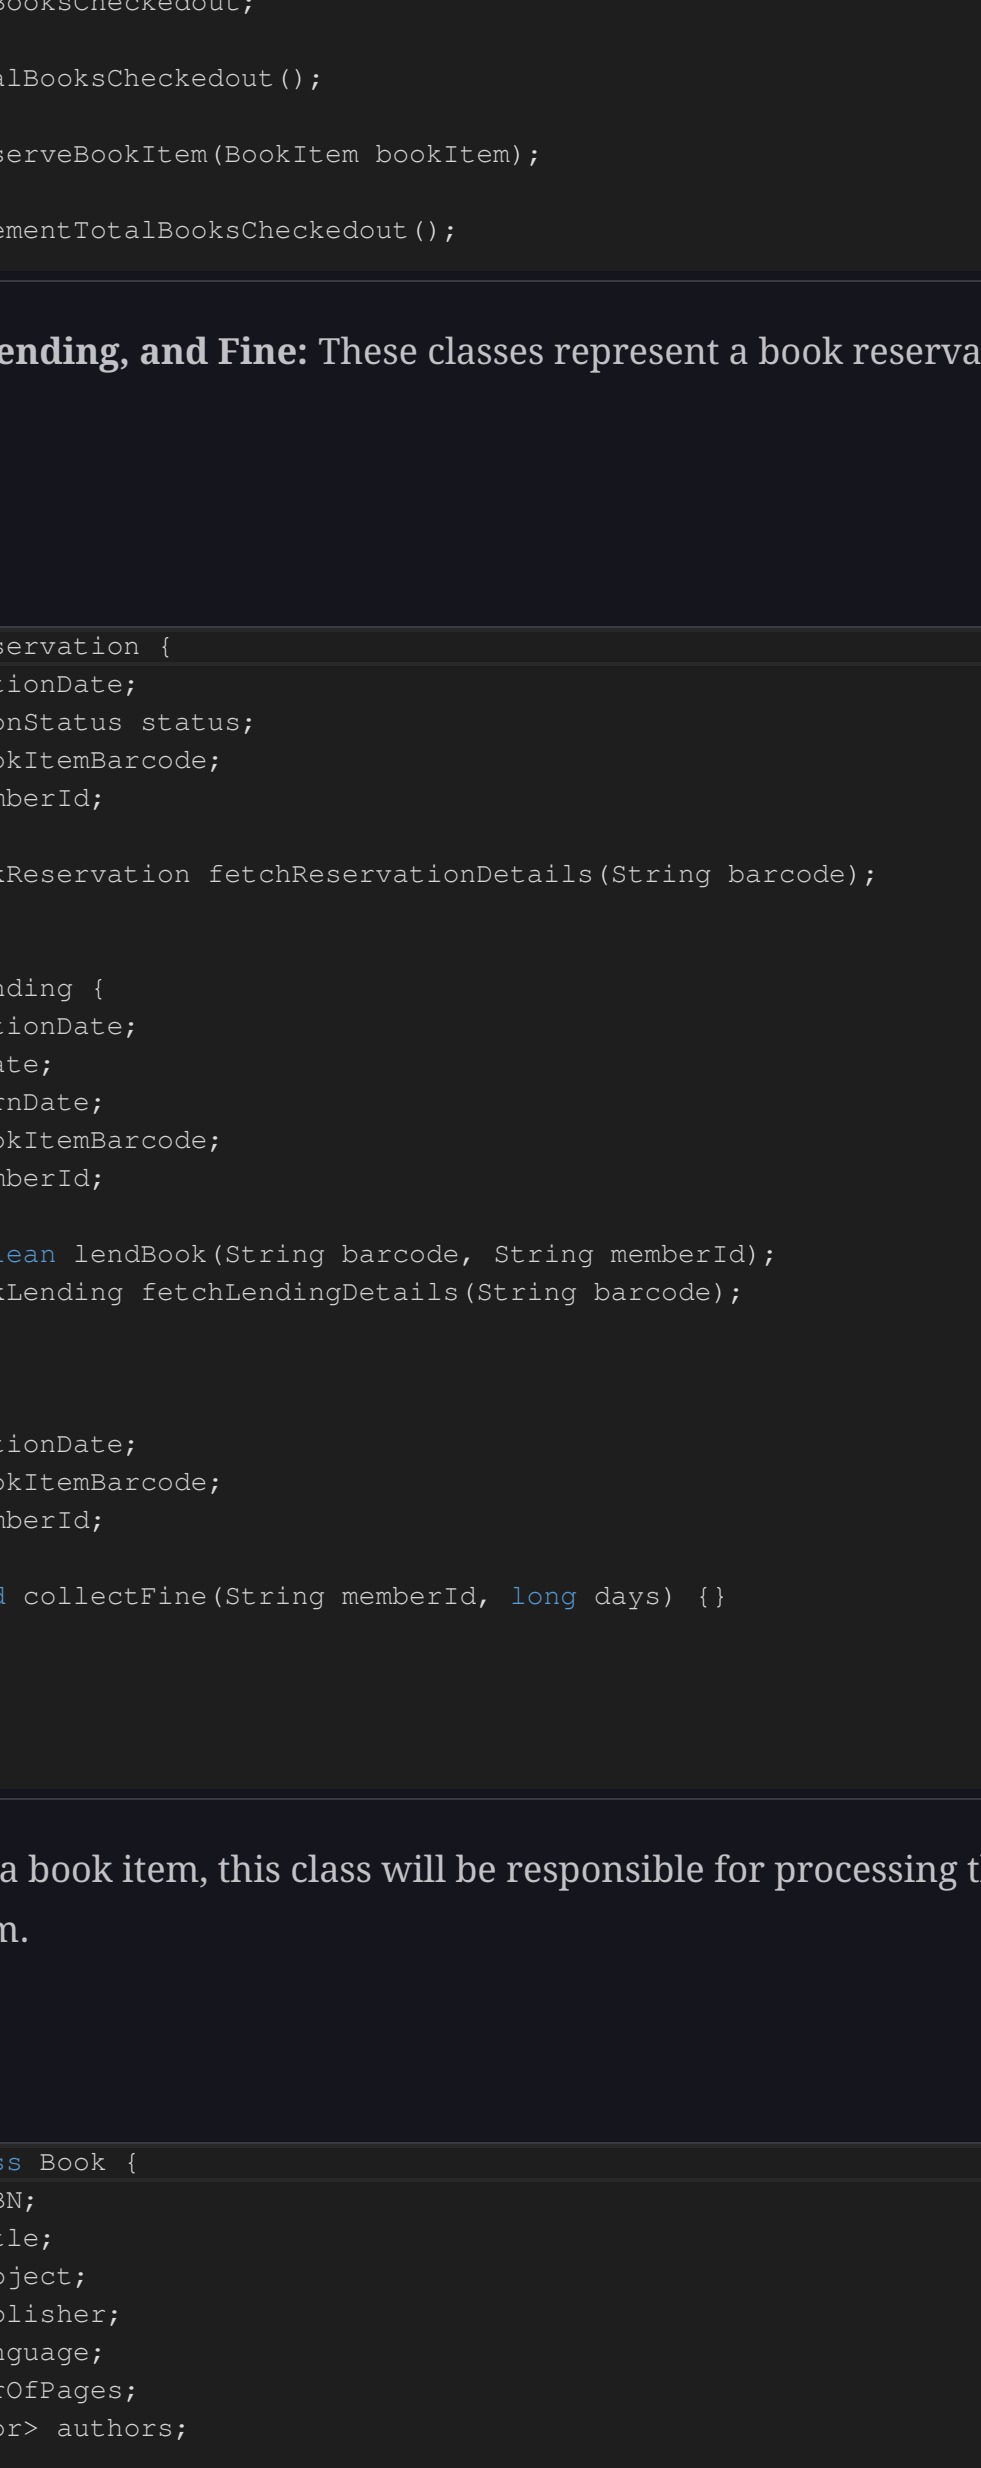 BooksCheckedout;
alBooksCheckedout();
serveBookItem(BookItem bookItem);
ementTotalBooksCheckedout();
ending, and Fine: These classes represent a book reserva
servation {
tionDate;
onStatus status;
okItemBarcode;
mberId;
kReservation fetchReservationDetails(String barcode);
nding {
tionDate;
ate;
rnDate;
okItemBarcode;
mberId;
lean lendBook(String barcode, String memberId);
kLending fetchLendingDetails(String barcode);
tionDate;
okItemBarcode;
mberId;
d collectFine(String memberId, long days) {}
a book item, this class will be responsible for processing th
m.
ss Book {
BN;
tle;
bject;
blisher;
nguage;
rOfPages;
or> authors;